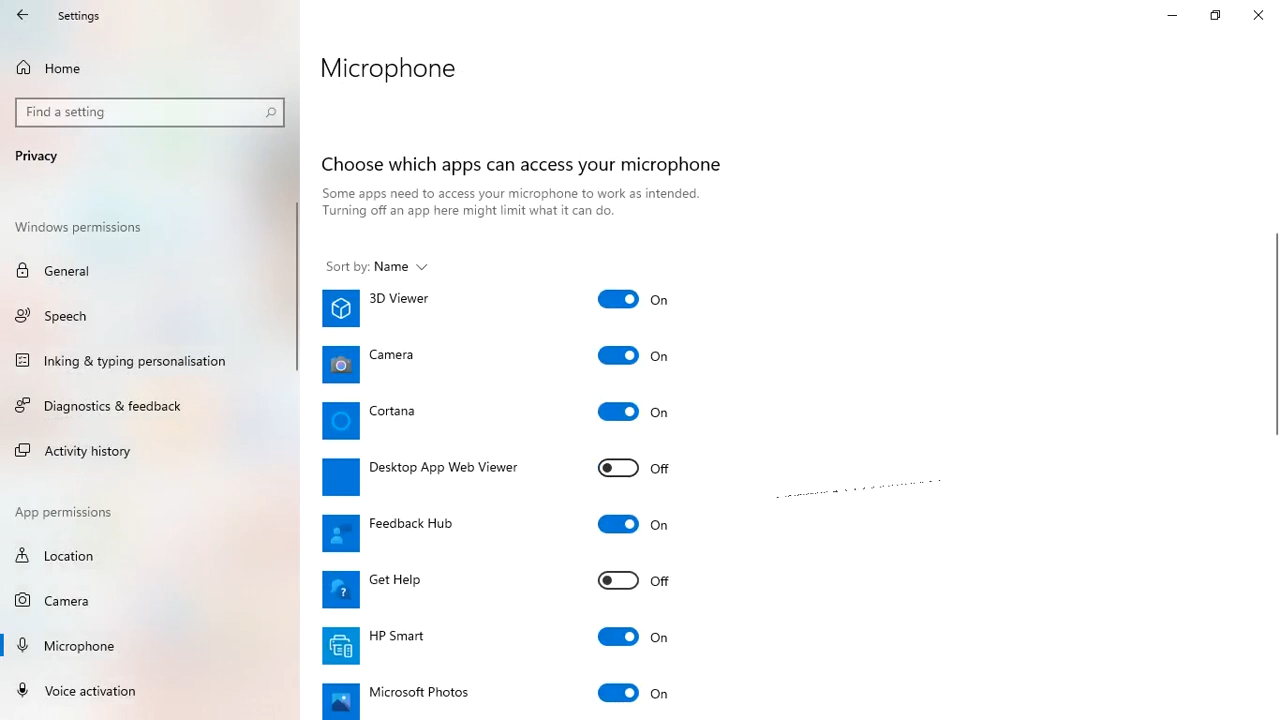 Settings
Home
Find a setting
Privacy
Windows permissions
General
Speech
Inking & typing personalisation
Diagnostics & feedback
Activity history
App permissions
Location
Camera
Microphone
Voice activation
Microphone
Choose which apps can access your microphone
Some apps need to access your microphone to work as intended.
Turning off an app here might limit what it can do.
Sort by: Name
3D Viewer On
Camera On
Cortana On
Desktop App Web Viewer Off
Feedback Hub On
Get Help Off
HP Smart On
Microsoft Photos On